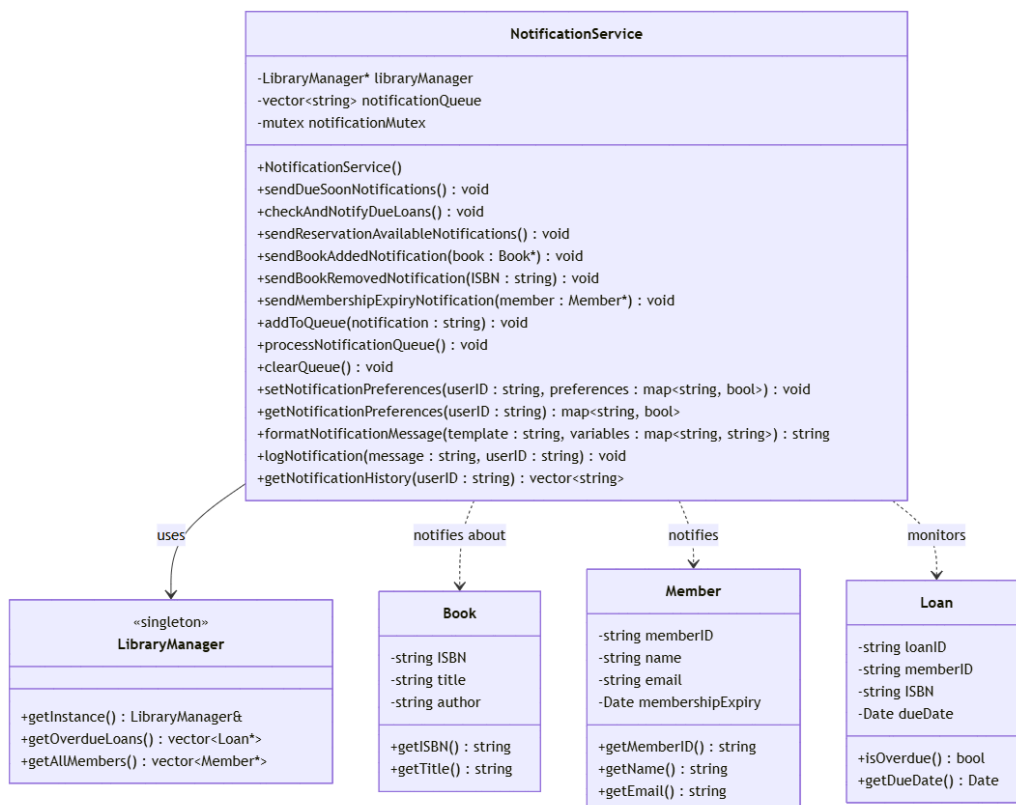 NotificationService
-LibraryManager* libraryManager
-vector<string> notificationQueue
-mutex notificationMutex
+NotificationService()
+sendDueSoonNotifications() : void
+checkAndNotifyDueLoans() : void
+sendReservationAvailableNotifications() : void
+sendBookAddedNotification(book : Book*) : void
+sendBookRemovedNotification(ISBN : string) : void
+sendMembershipExpiryNotification(member : Member*) : void
+addToQueue(notification : string) : void
+processNotificationQueue() : void
+clearQueue() : void
+setNotificationPreferences(userID : string, preferences : map<string, bool>) : void
+getNotificationPreferences(userID : string) : map<string, bool>
+formatNotificationMessage(template : string, variables : map<string, string>) : string
+logNotification(message : string, userID : string) : void
+getNotificationHistory(userID : string) : vector<string>
uses
notifies about
notifies
monitors
«singleton»
LibraryManager
+getInstance() : LibraryManager&
+getOverdueLoans() : vector<Loan*>
+getAllMembers() : vector<Member*>
Book
-string ISBN
-string title
-string author
+getISBN() : string
+getTitle() : string
Member
-string memberID
-string name
-string email
-Date membershipExpiry
+getMemberID() : string
+getName() : string
+getEmail() : string
Loan
-string loanID
-string memberID
-string ISBN
-Date dueDate
+isOverdue() : bool
+getDueDate() : Date